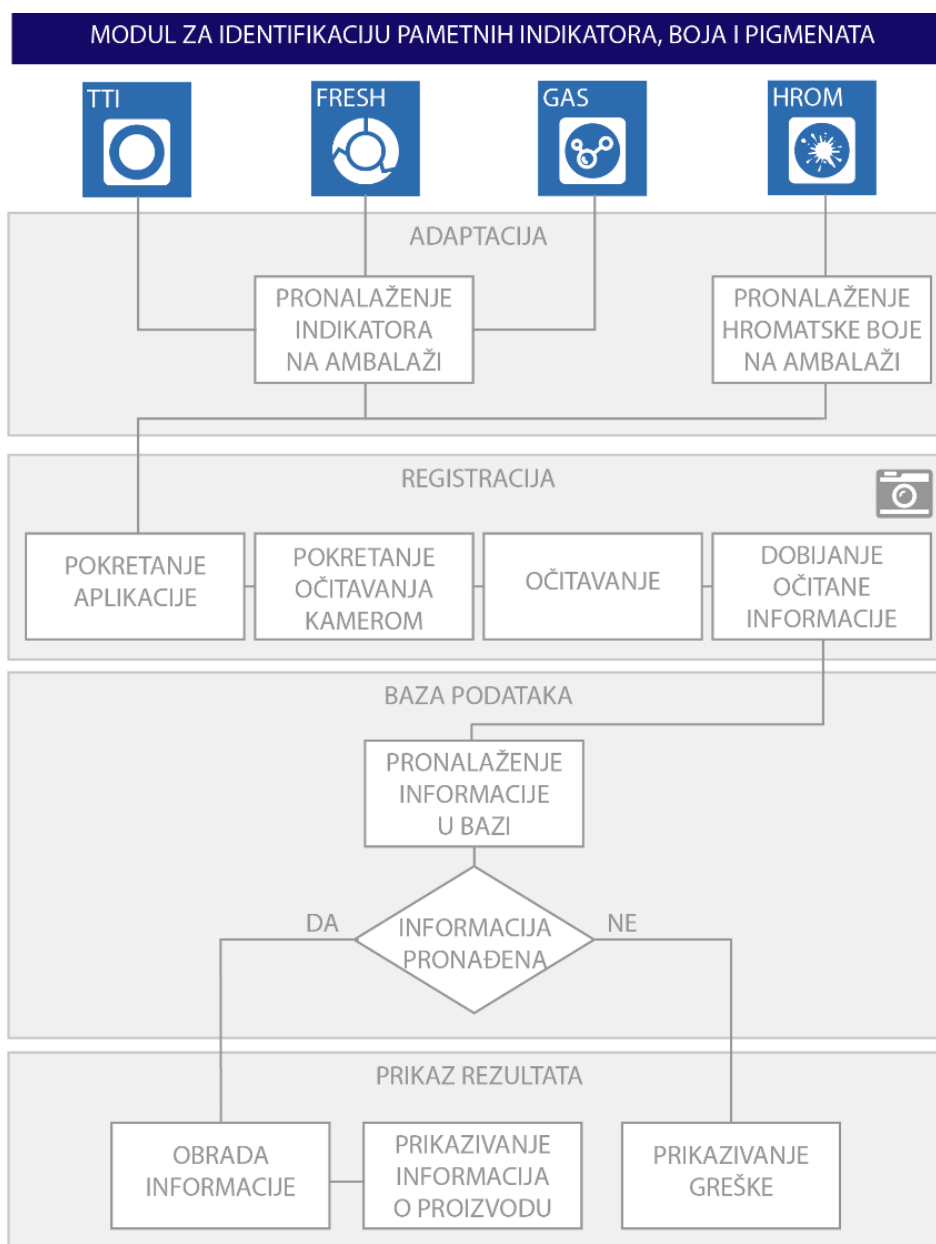 MODUL ZA IDENTIFIKACIJU PAMETNIH INDIKATORA, BOJA I PIGMENATA
TTI
FRESH
GAS
HROM
ADAPTACIJA
PRONALAŽENJE
INDIKATORA
NA AMBALAŽI
PRONALAŽENJE
HROMATSKE BOJE
NA AMBALAŽI
REGISTRACIJA
POKRETANJE
APLIKACIJE
POKRETANJE
OČITAVANJA
KAMEROM
OČITAVANJE
DOBIJANJE
OČITANE
INFORMACIJE
BAZA PODATAKA
PRONALAŽENJE
INFORMACIJE
U BAZI
DA
INFORMACIJA
PRONAĐENA
NE
PRIKAZ REZULTATA
OBRADA
INFORMACIJE
PRIKAZIVANJE
INFORMACIJA
O PROIZVODU
PRIKAZIVANJE
GREŠKE